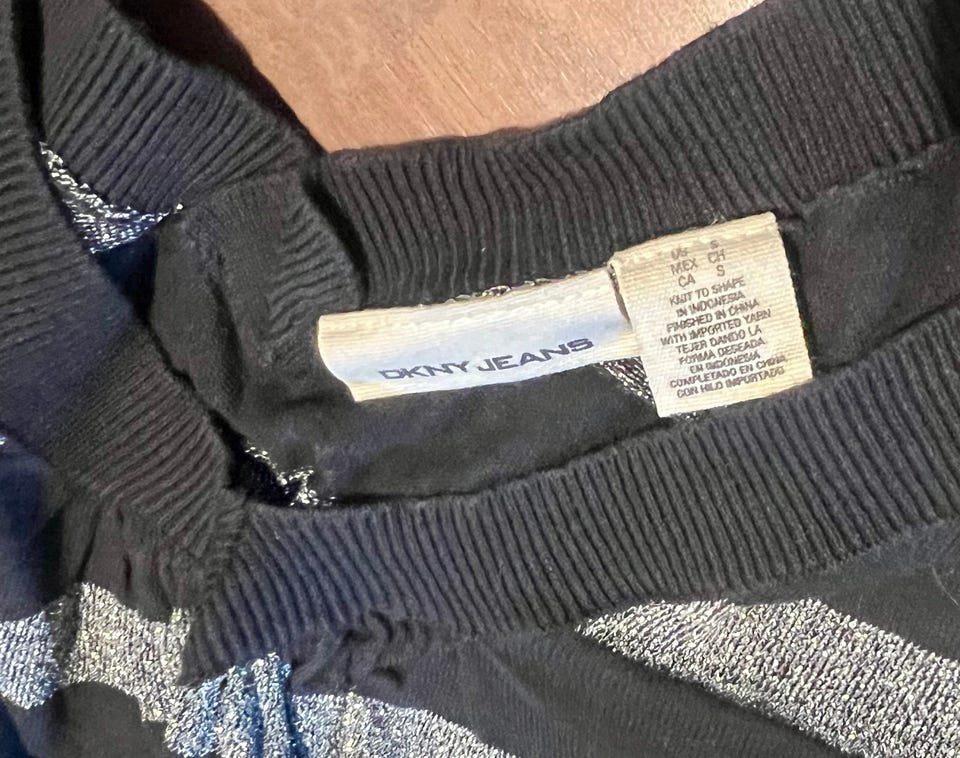 DKNY JEANS
US S
MEX CH
CA S
KNIT TO SHAPE
IN INDONESIA
FINISHED IN CHINA
WITH IMPORTED YARN
TEJER DANDO LA
FORMA DESEADA
EN INDONESIA
COMPLETADO EN CHINA
CON HILO IMPORTADO